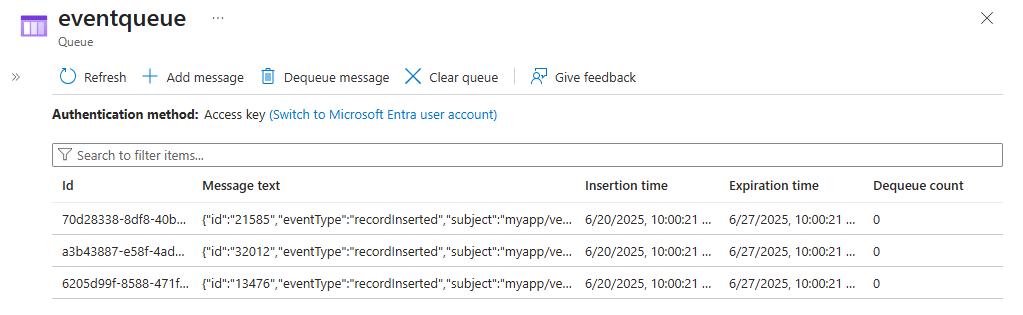 eventqueue ...
Queue
» Refresh Add message Dequeue message Clear queue Give feedback
Authentication method: Access key (Switch to Microsoft Entra user account)
Search to filter items...
Id Message text Insertion time Expiration time Dequeue count
70d28338-8df8-40b... {"id":"21585","eventType":"recordInserted","subject":"myapp/ve... 6/20/2025, 10:00:21 ... 6/27/2025, 10:00:21 ... 0
a3b43887-e58f-4ad... {"id":"32012","eventType":"recordInserted","subject":"myapp/ve... 6/20/2025, 10:00:21 ... 6/27/2025, 10:00:21 ... 0
6205d99f-8588-471f... {"id":"13476","eventType":"recordInserted","subject":"myapp/ve... 6/20/2025, 10:00:21 ... 6/27/2025, 10:00:21 ... 0